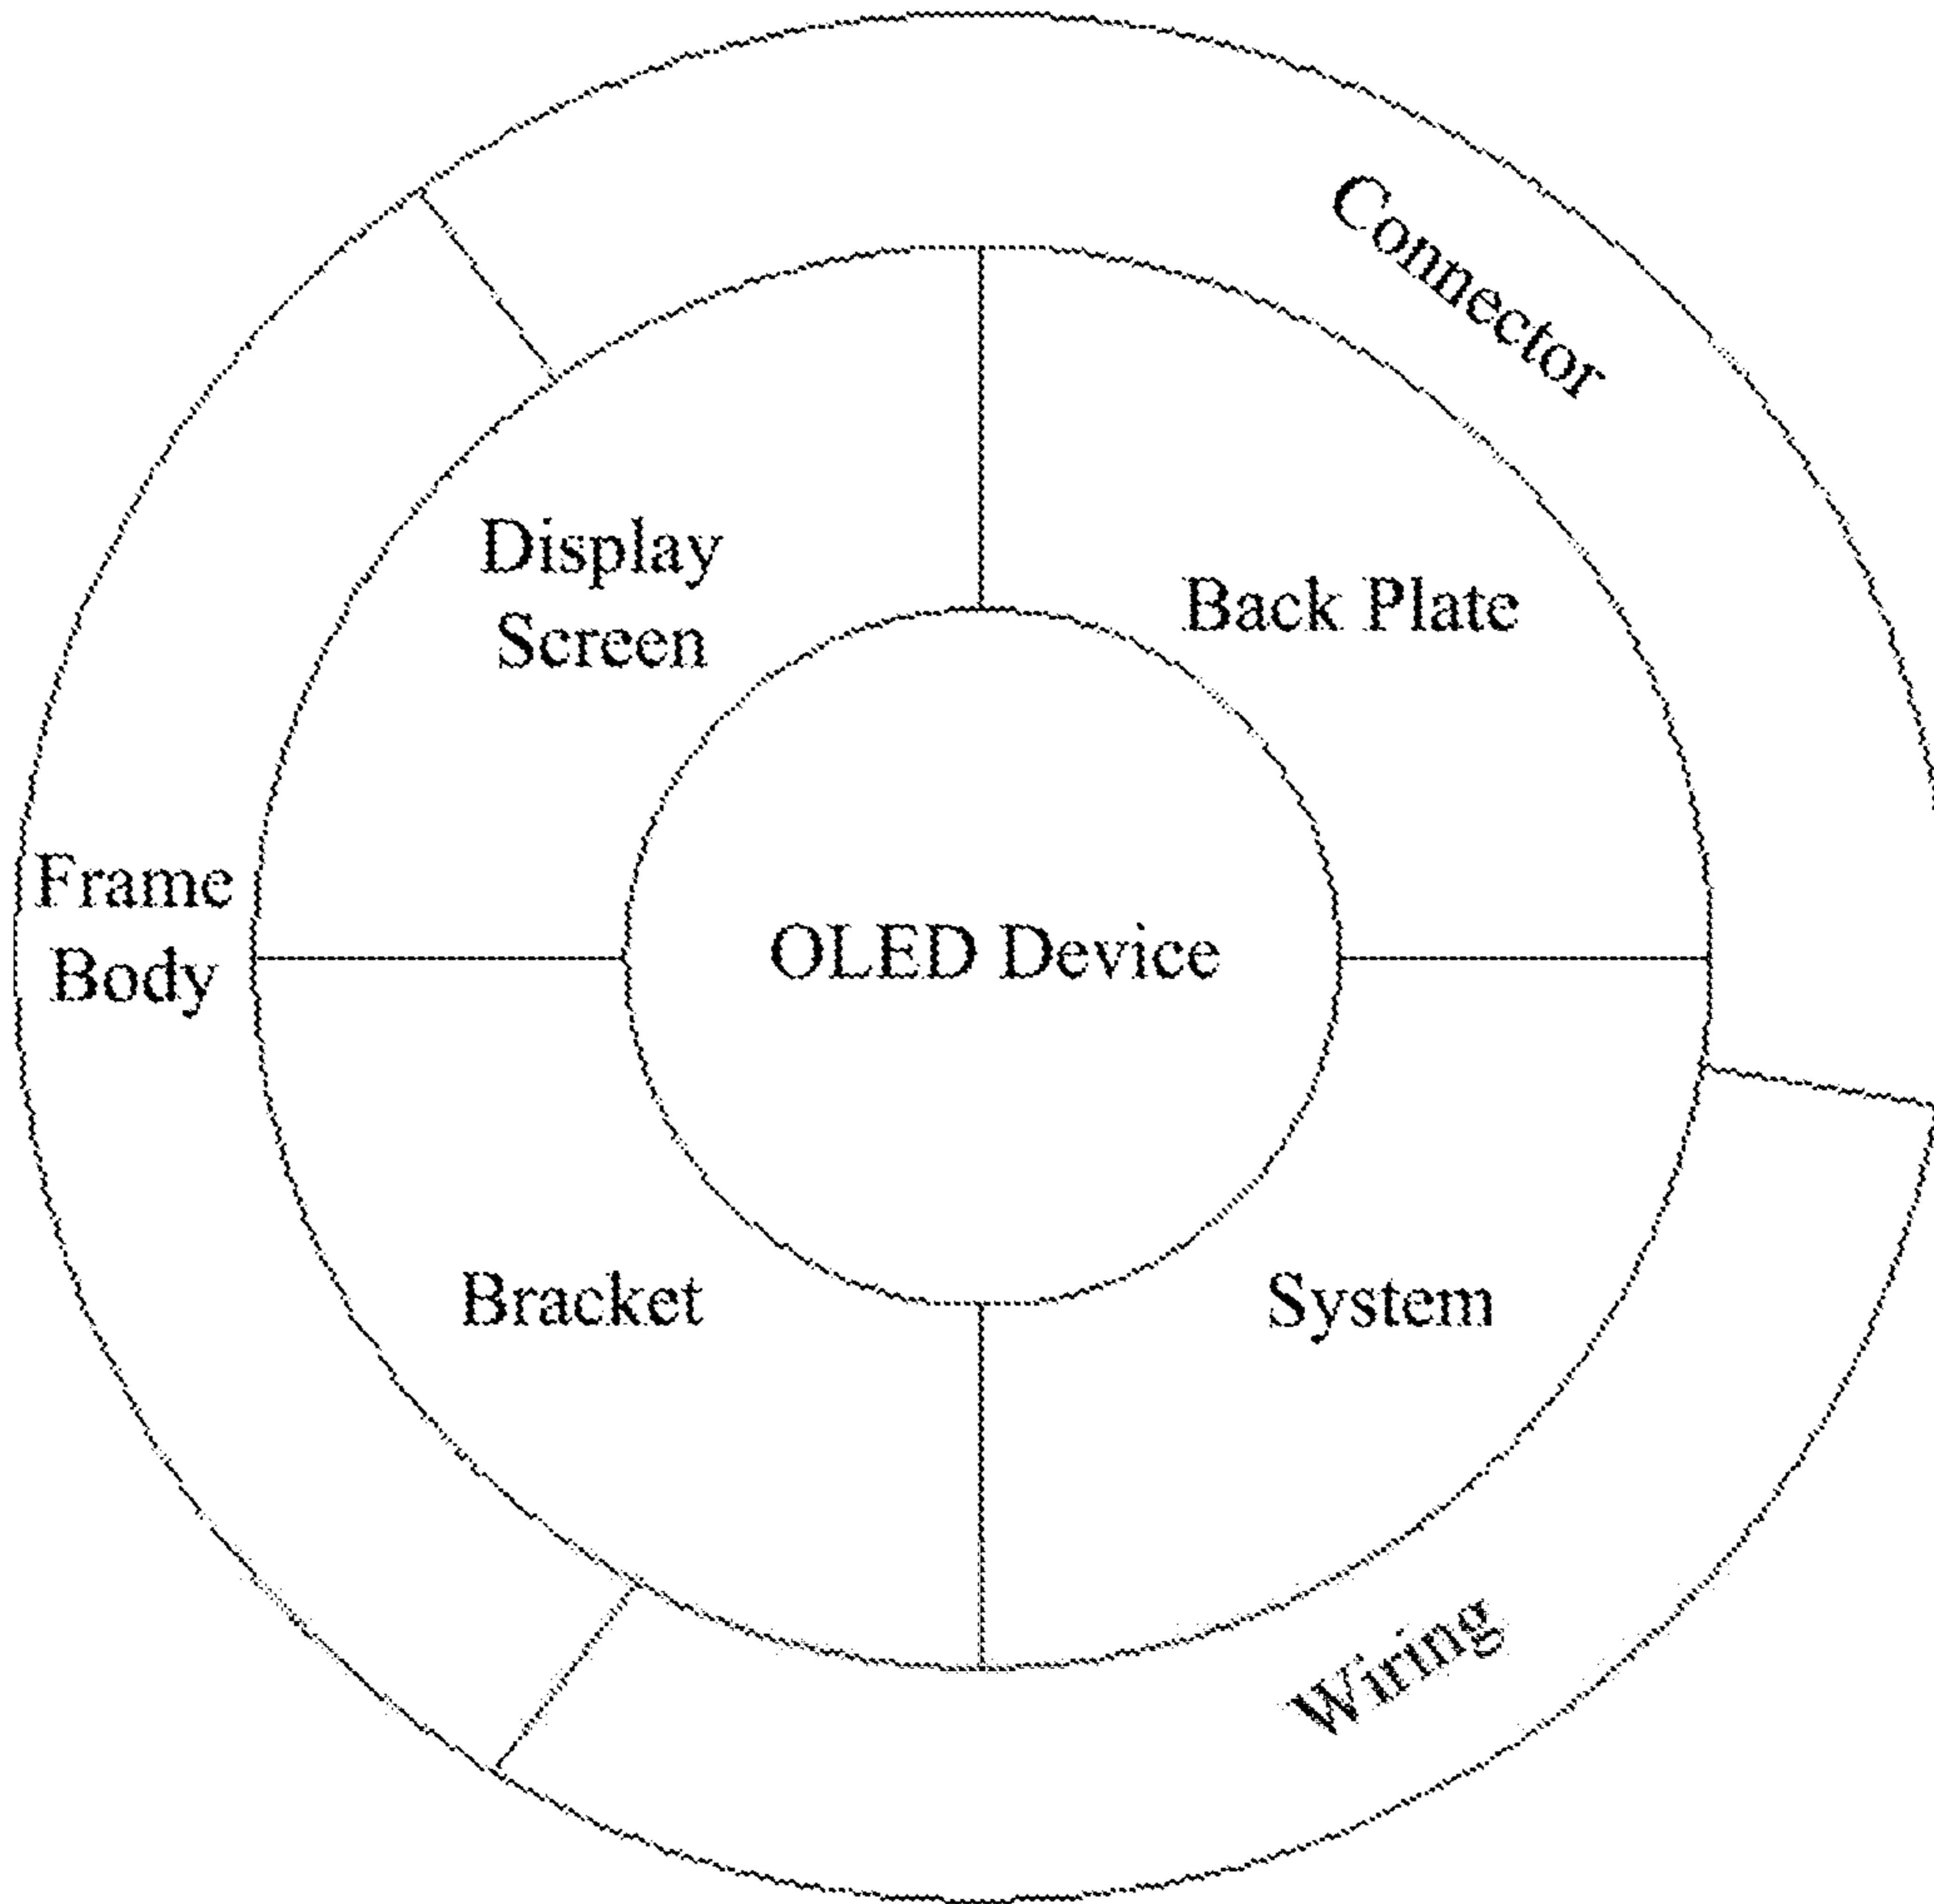 Connector
Display
Screen
Back Plate
Frame
Body
OLED Device
Bracket
System
Wiring